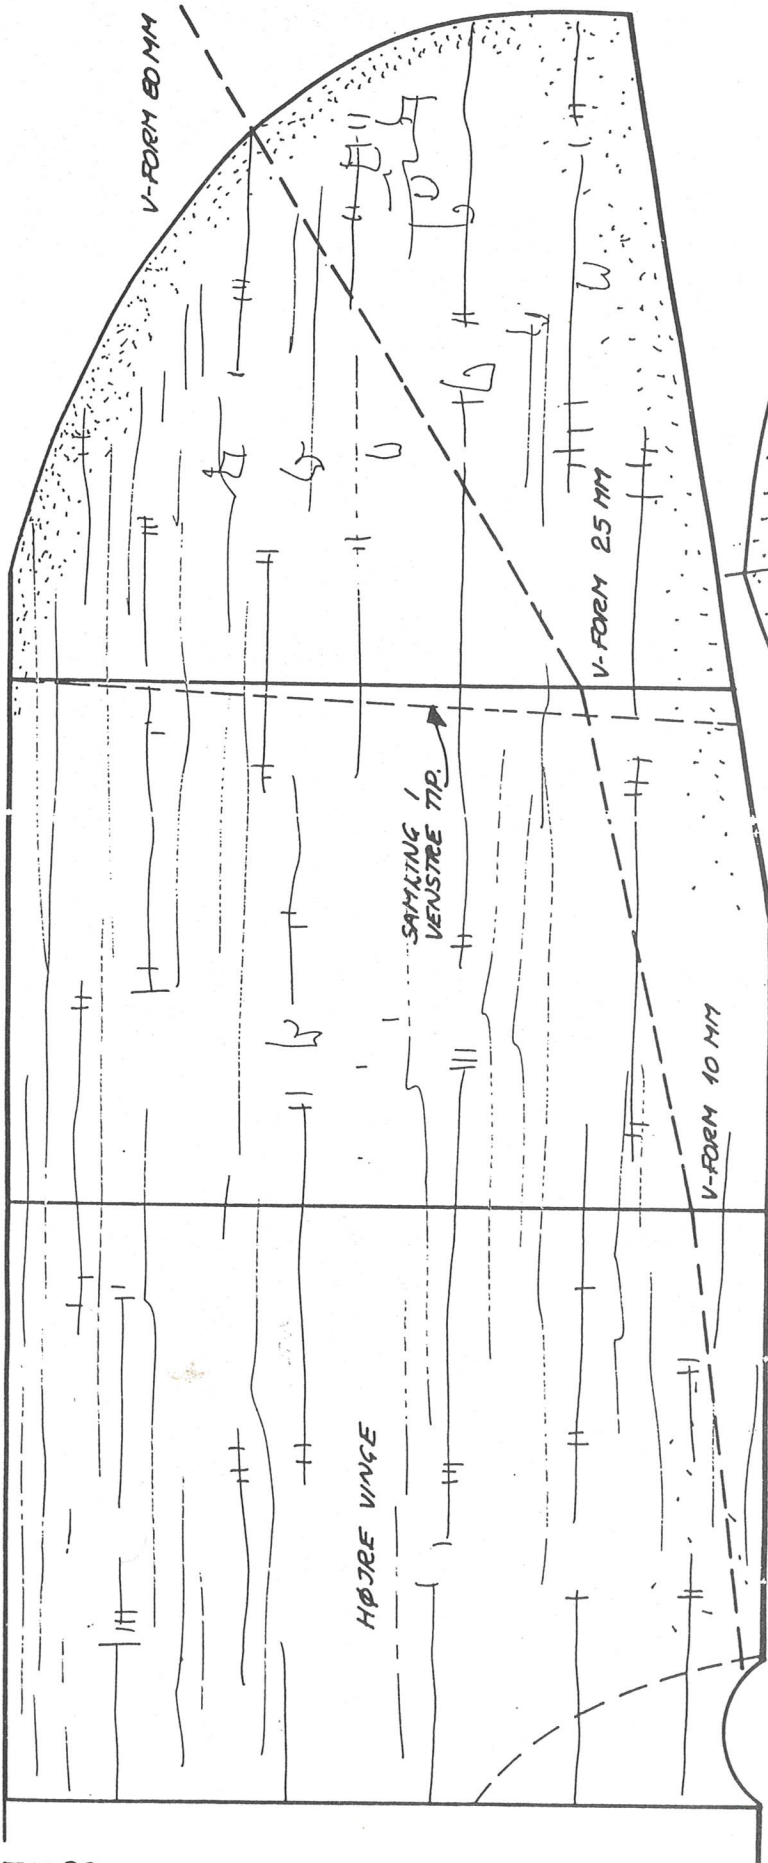 V-FORM 80 MM
V-FORM 25 MM
SAMLING I
VENSTRE TIP.
V-FORM 10 MM
HØJRE VINGE